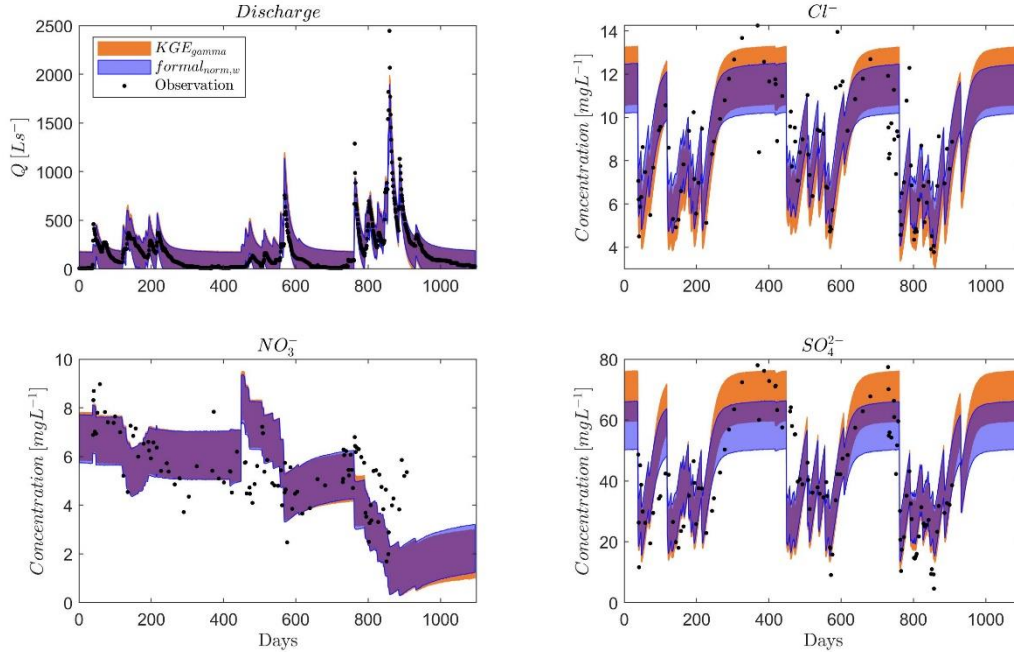 Discharge
2500
2000
1500
1000
500
0
Q [Ls⁻]
KGE_gamma
formal_norm,w
Observation
0 200 400 600 800 1000
Cl⁻
14
12
10
8
6
4
Concentration [mgL⁻¹]
0 200 400 600 800 1000
NO₃⁻
10
8
6
4
2
0
Concentration [mgL⁻¹]
0 200 400 600 800 1000
Days
SO₄²⁻
80
60
40
20
0
Concentration [mgL⁻¹]
0 200 400 600 800 1000
Days